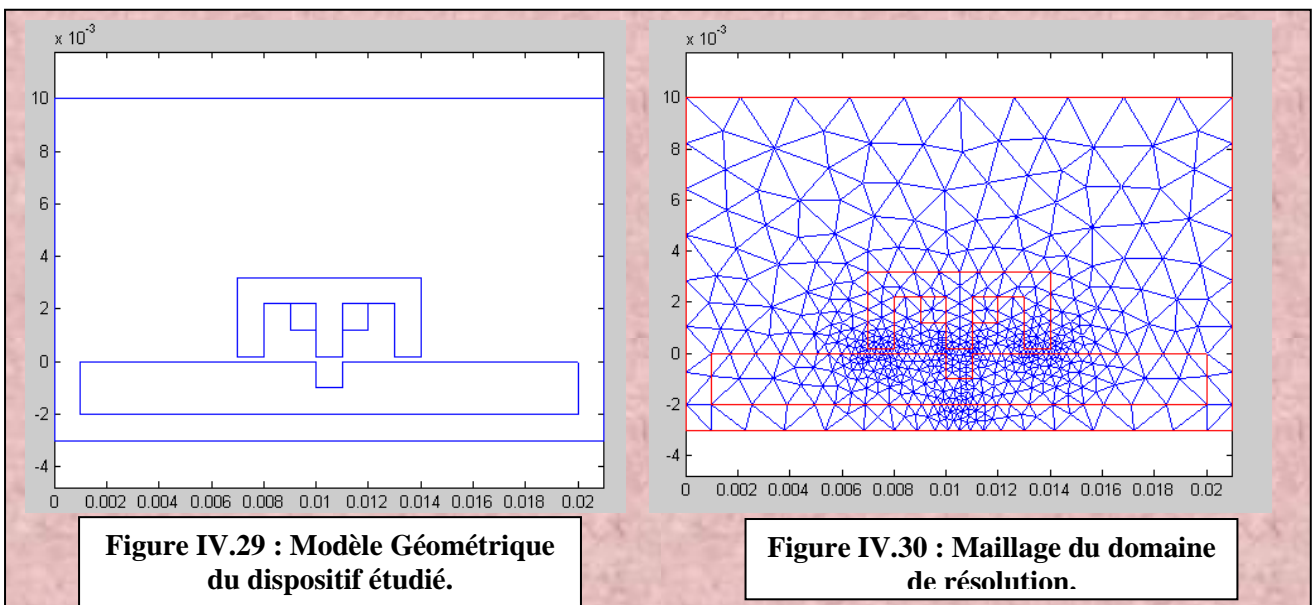 x 10⁻³
10
8
6
4
2
0
-2
-4
0 0.002 0.004 0.006 0.008 0.01 0.012 0.014 0.016 0.018 0.02
Figure IV.29 : Modèle Géométrique
du dispositif étudié.
x 10⁻³
10
8
6
4
2
0
-2
-4
0 0.002 0.004 0.006 0.008 0.01 0.012 0.014 0.016 0.018 0.02
Figure IV.30 : Maillage du domaine
de résolution.